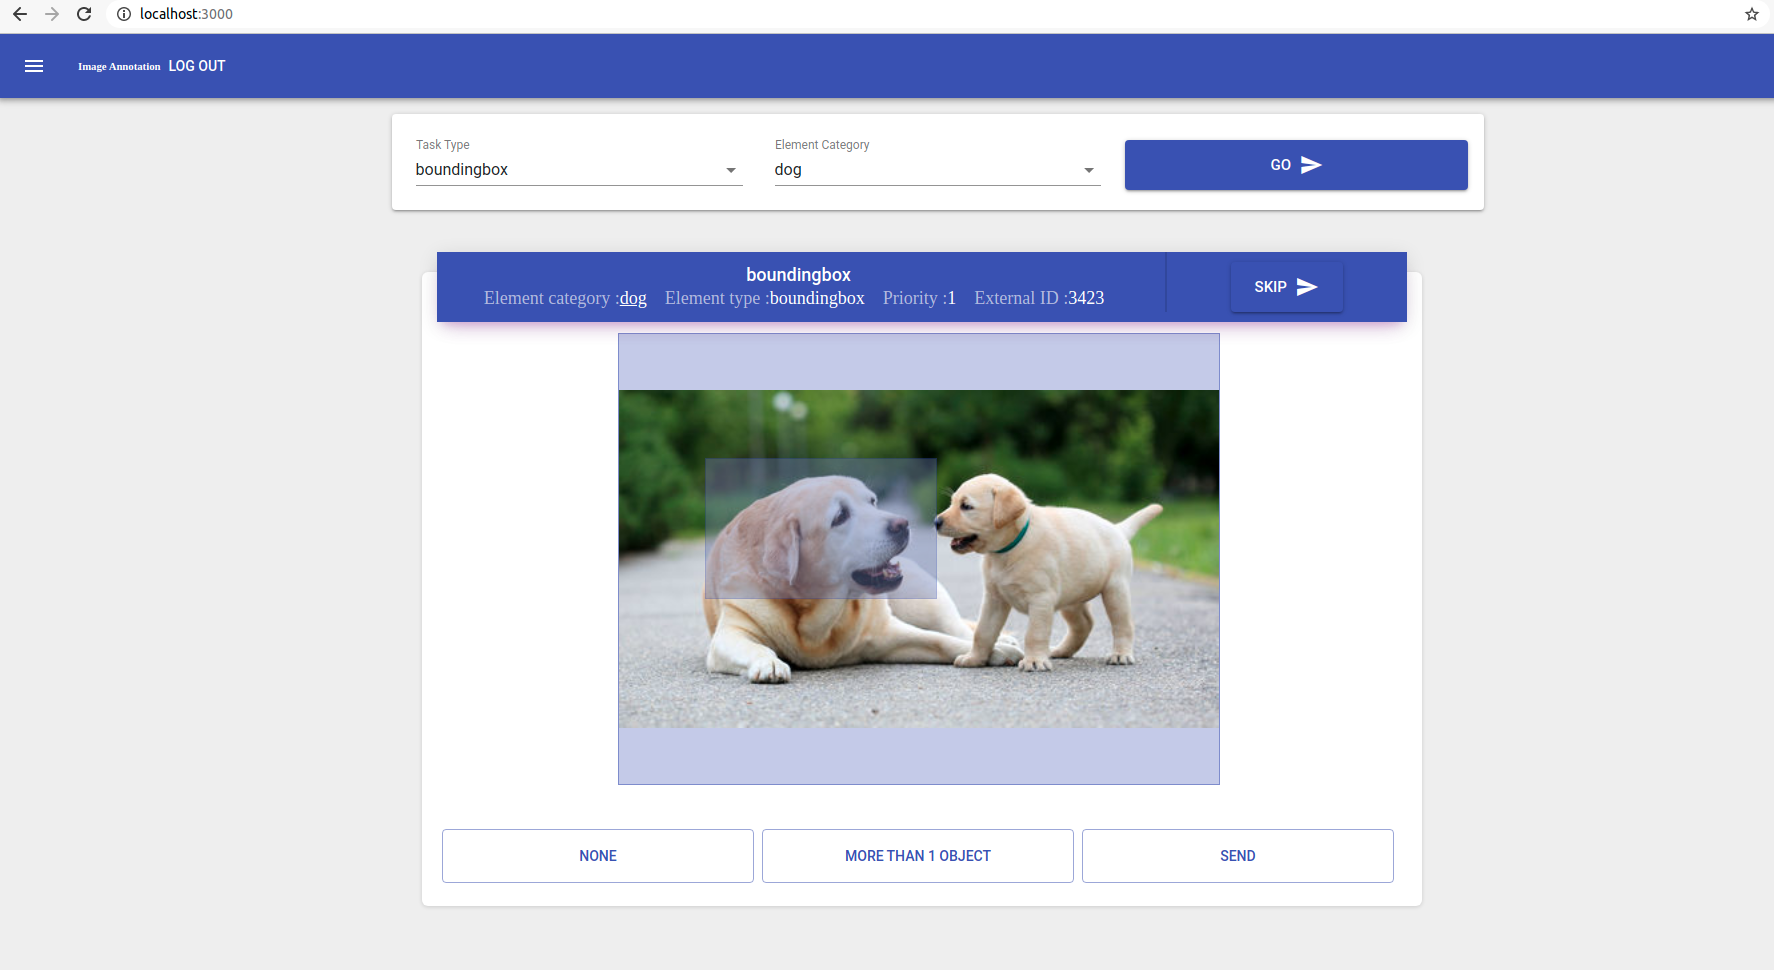 localhost:3000
Image Annotation LOG OUT
Task Type
boundingbox
Element Category
dog
GO
boundingbox
Element category :dog Element type :boundingbox Priority :1 External ID :3423
SKIP
NONE
MORE THAN 1 OBJECT
SEND